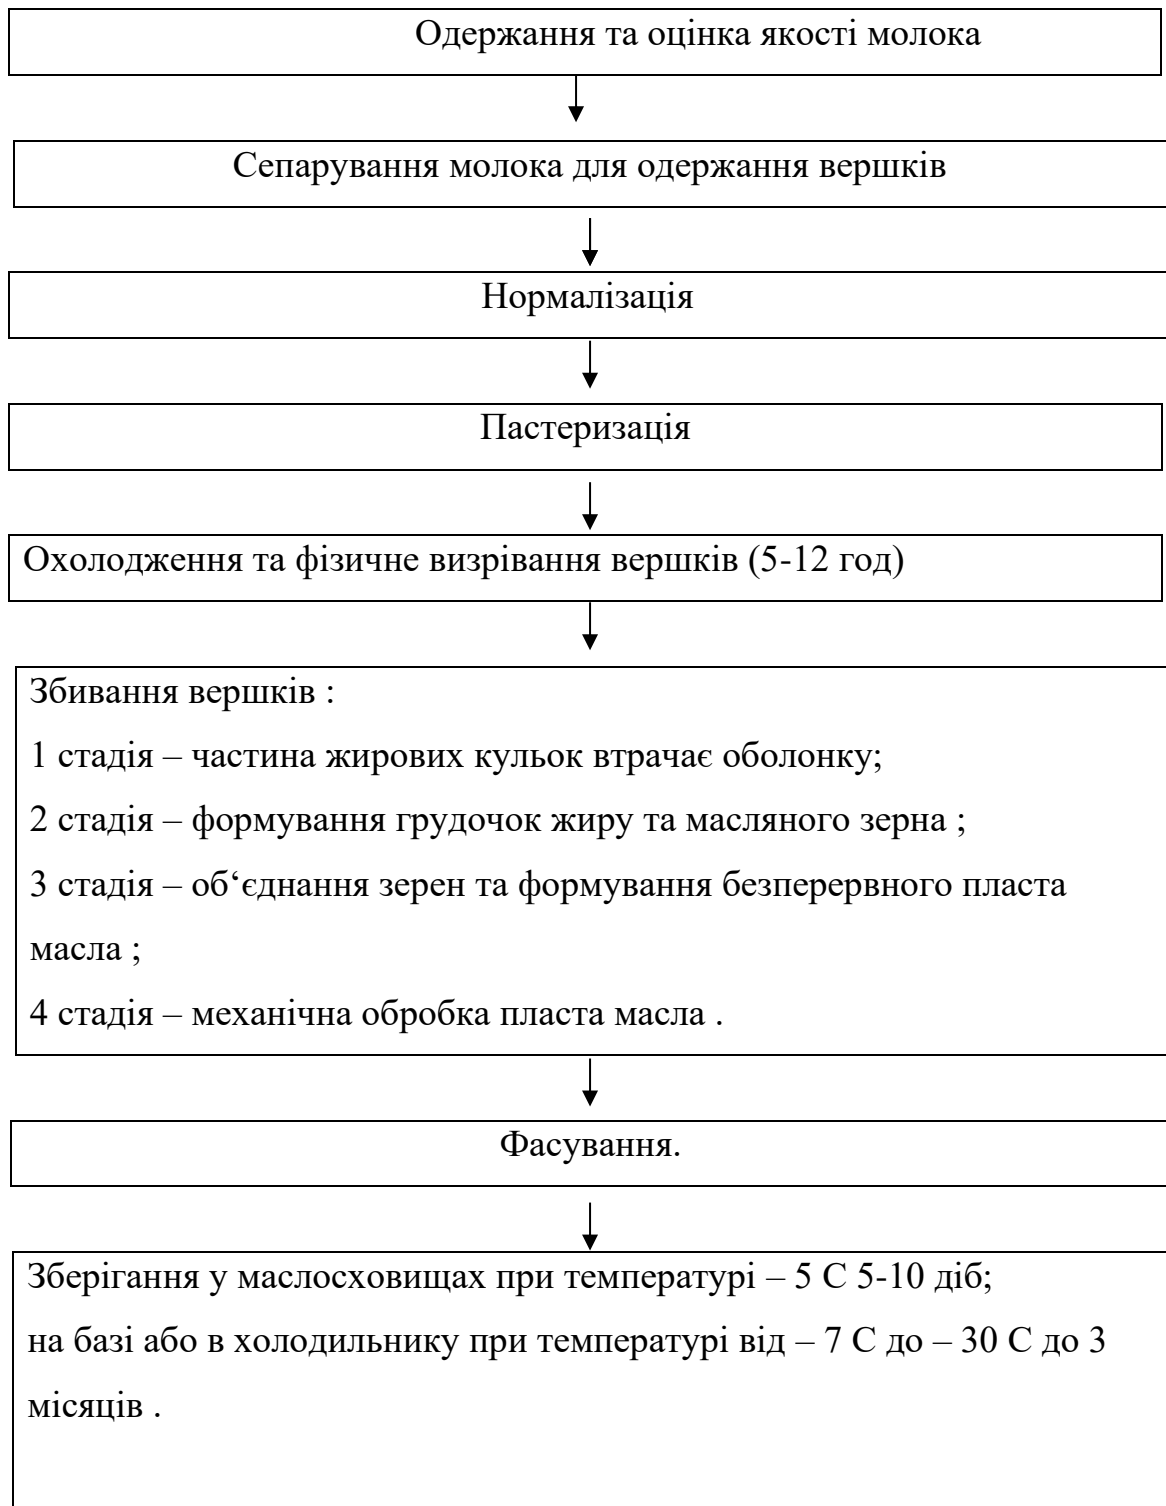 Одержання та оцінка якості молока
Сепарування молока для одержання вершків
Нормалізація
Пастеризація
Охолодження та фізичне визрівання вершків (5-12 год)
Збивання вершків :
1 стадія – частина жирових кульок втрачає оболонку;
2 стадія – формування грудочок жиру та масляного зерна ;
3 стадія – об‘єднання зерен та формування безперервного пласта
масла ;
4 стадія – механічна обробка пласта масла .
Фасування.
Зберігання у маслосховищах при температурі – 5 С 5-10 діб;
на базі або в холодильнику при температурі від – 7 С до – 30 С до 3
місяців .